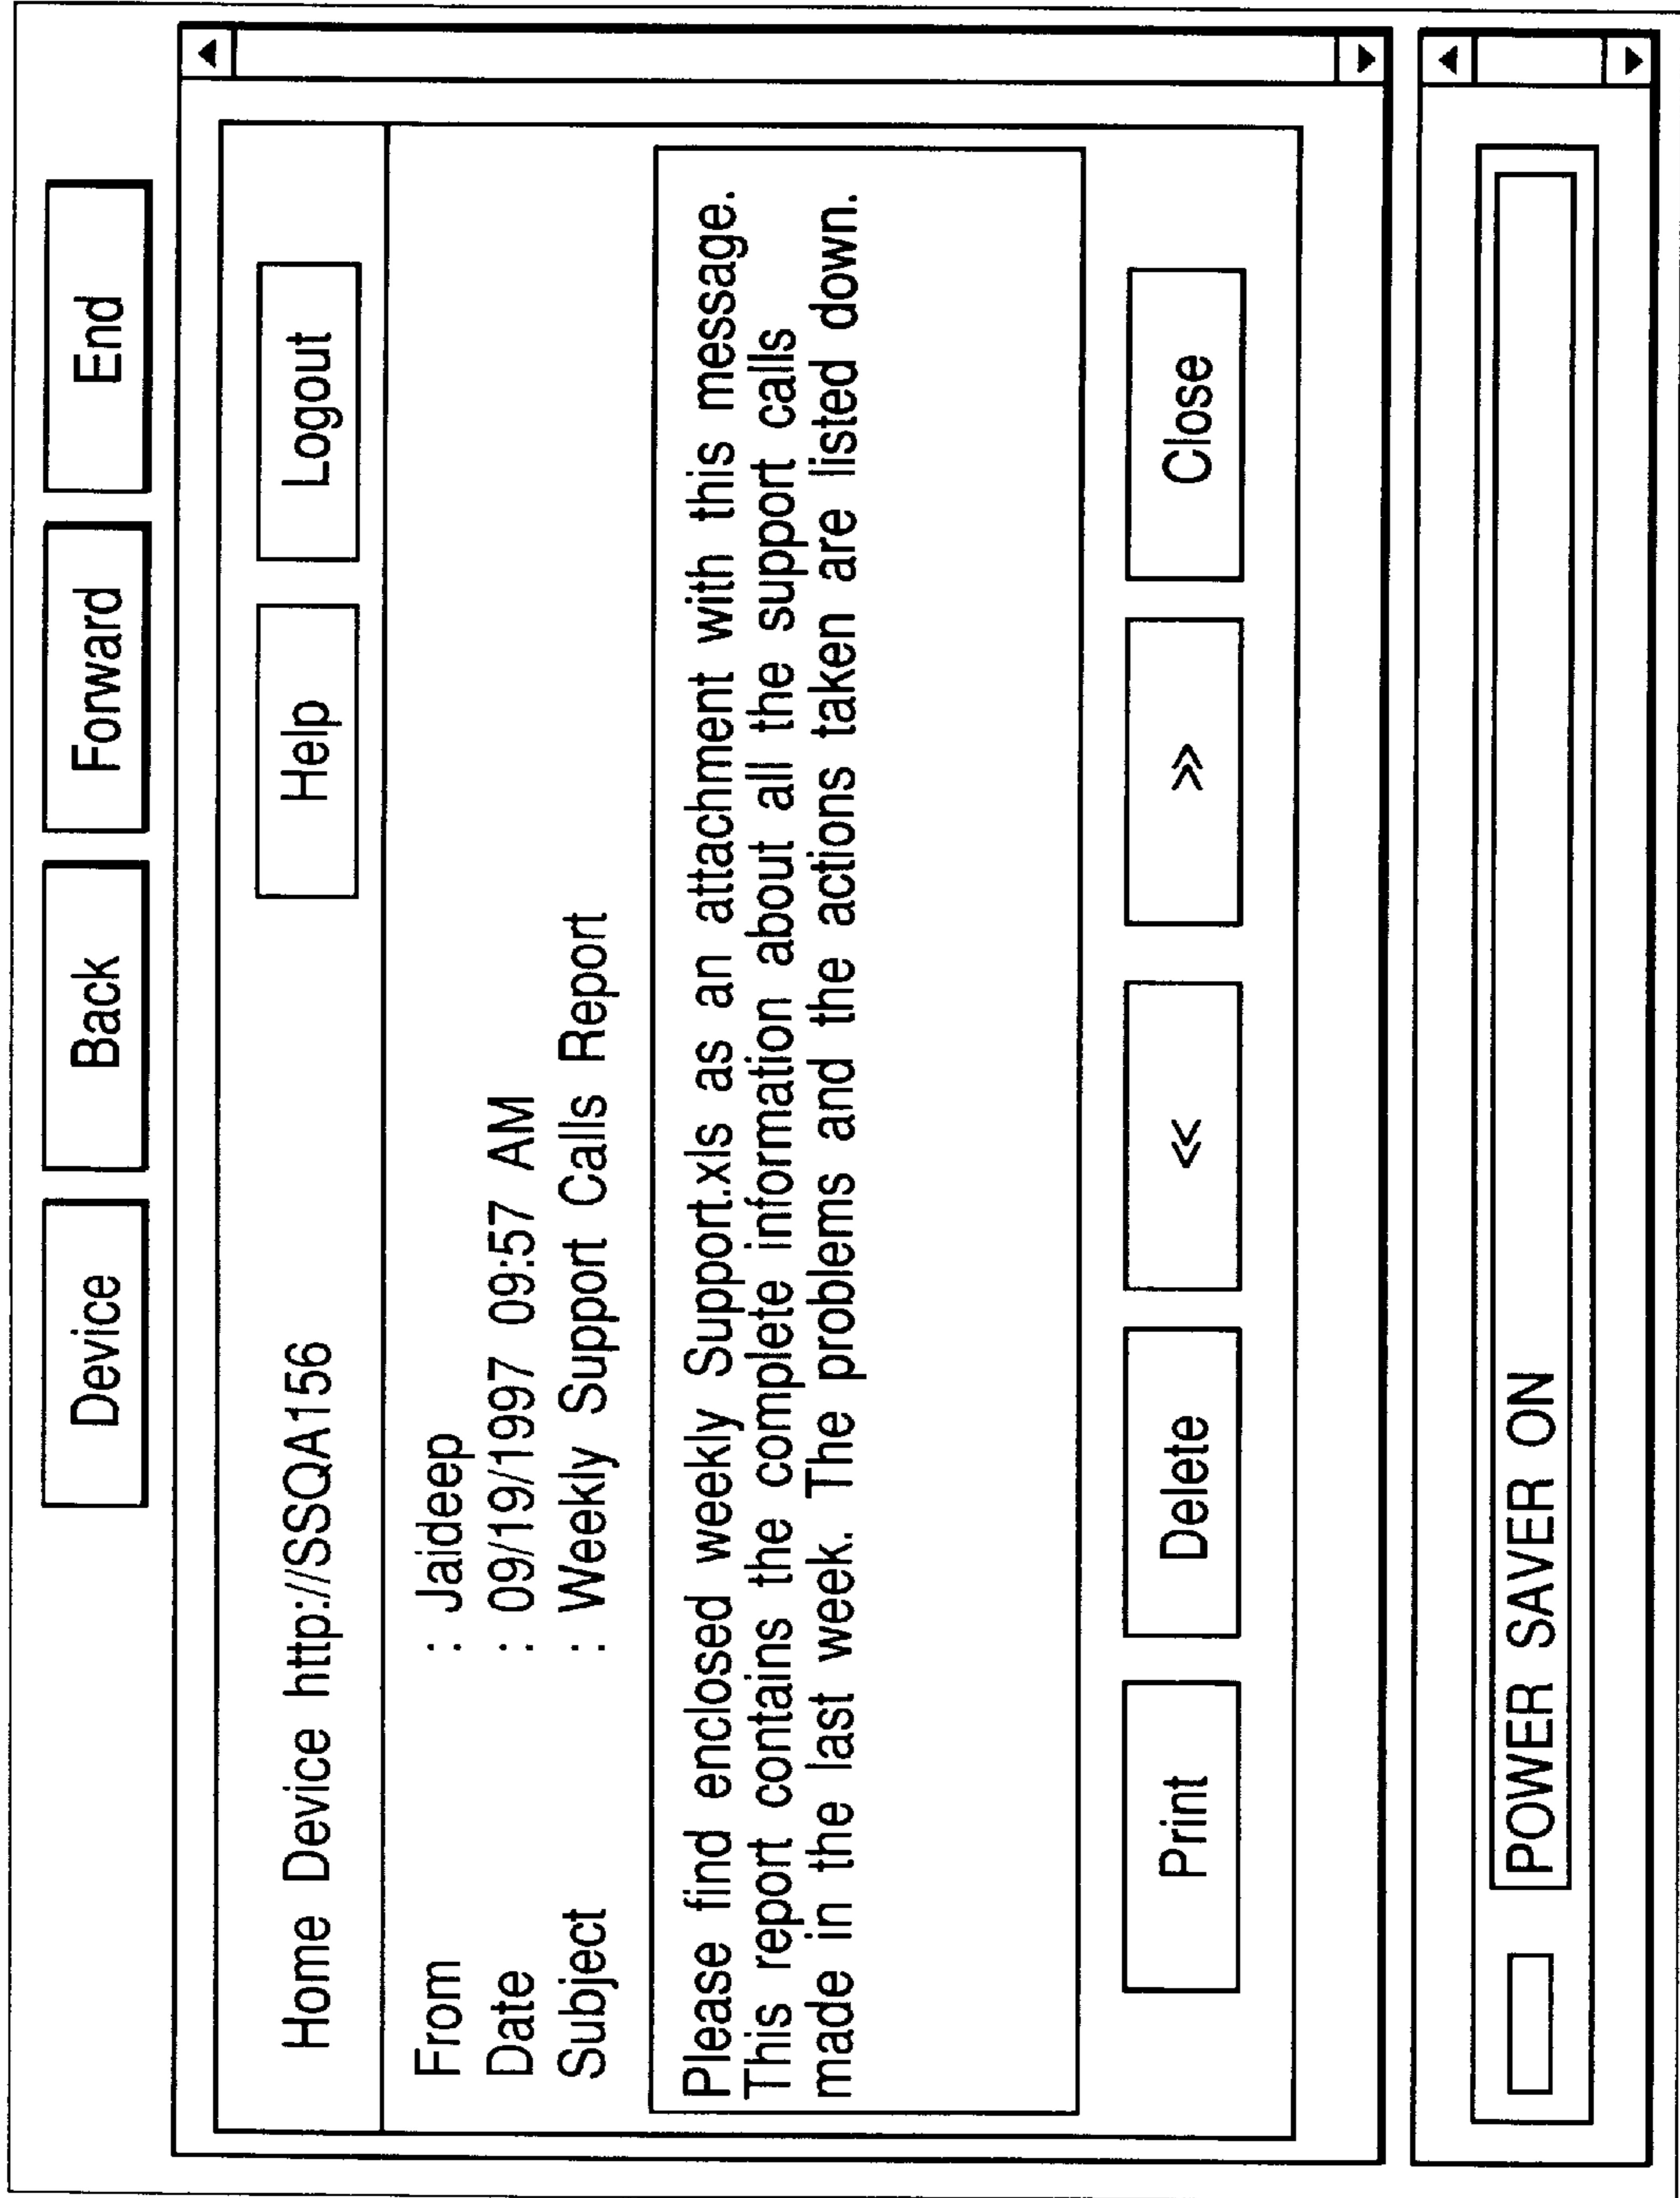 Device Back Forward End
Home Device http://SSQA156 Help Logout
From : Jaideep
Date : 09/19/1997 09:57 AM
Subject : Weekly Support Calls Report
Please find enclosed weekly Support.xls as an attachment with this message.
This report contains the complete information about all the support calls
made in the last week. The problems and the actions taken are listed down.
Print Delete << >> Close
POWER SAVER ON